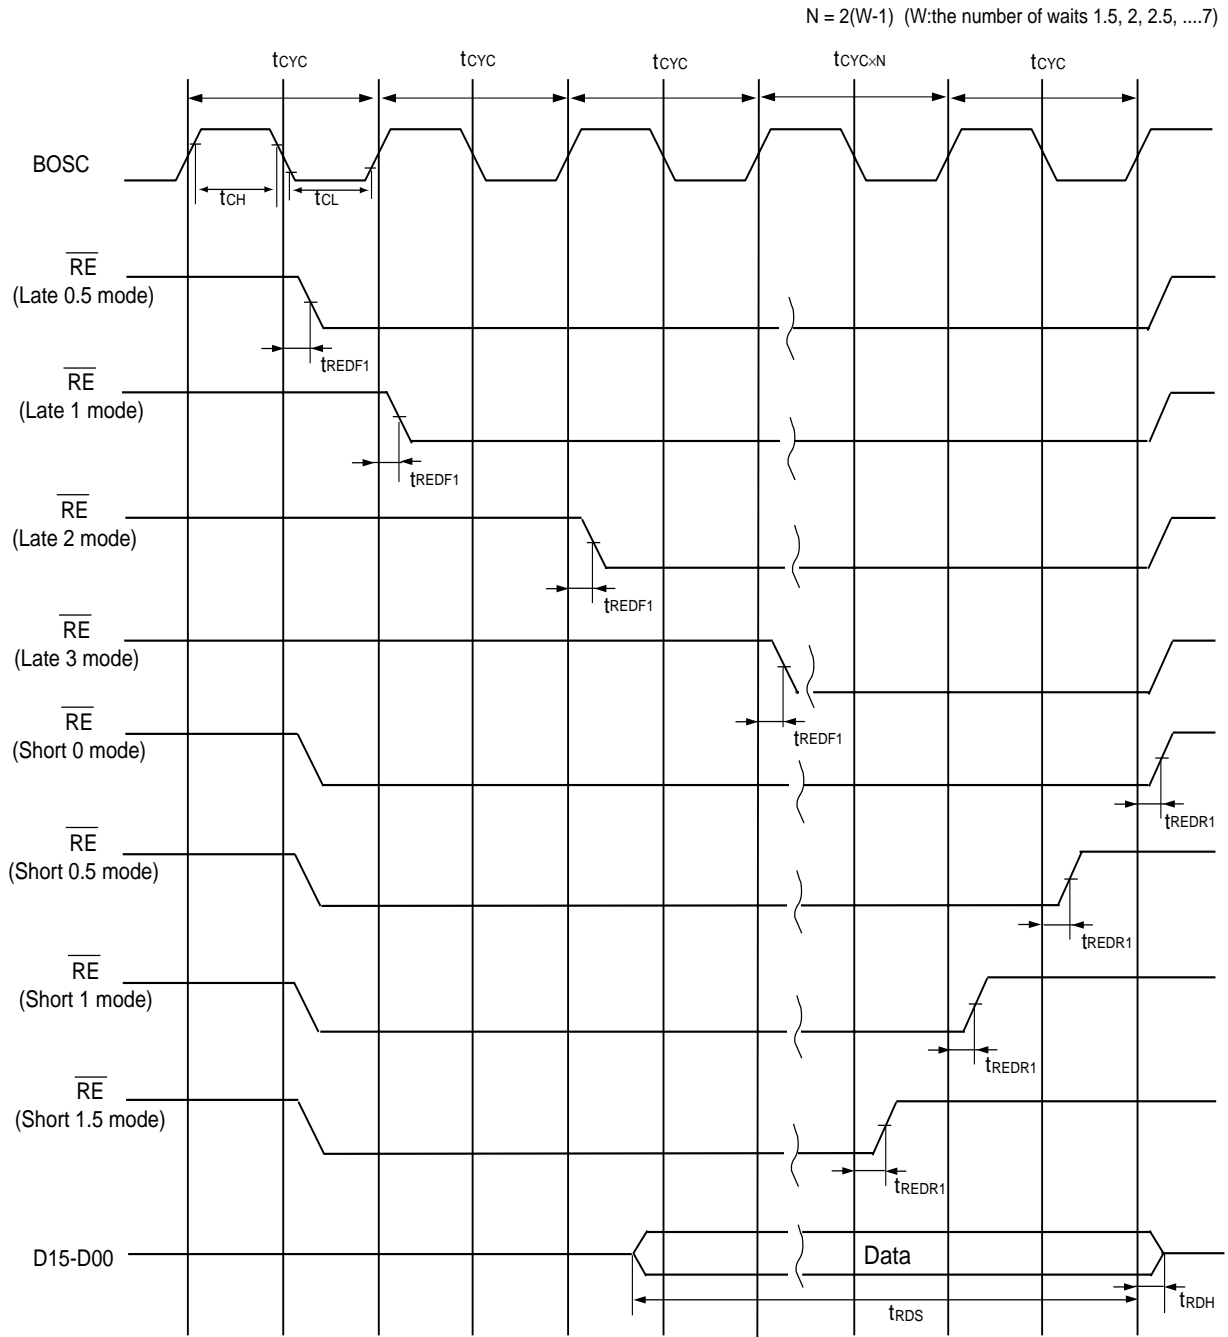 N = 2(W-1) (W:the number of waits 1.5, 2, 2.5, ....7)
tCYC tCYC tCYC tCYC×N tCYC
BOSC
tCH tCL
RE
(Late 0.5 mode)
tREDF1
RE
(Late 1 mode)
tREDF1
RE
(Late 2 mode)
tREDF1
RE
(Late 3 mode)
tREDF1
RE
(Short 0 mode)
tREDR1
RE
(Short 0.5 mode)
tREDR1
RE
(Short 1 mode)
tREDR1
RE
(Short 1.5 mode)
tREDR1
D15-D00 Data
tRDS tRDH